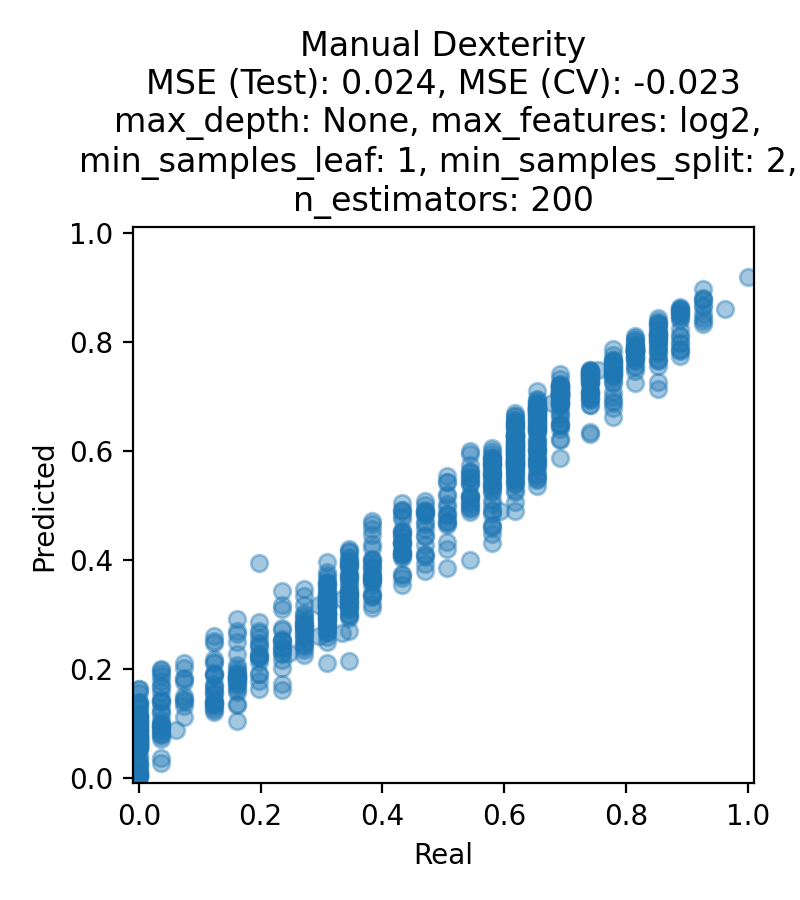 Manual Dexterity
MSE (Test): 0.024, MSE (CV): -0.023
max_depth: None, max_features: log2,
min_samples_leaf: 1, min_samples_split: 2,
n_estimators: 200
1.0
0.8
0.6
0.4
0.2
0.0
Predicted
0.0 0.2 0.4 0.6 0.8 1.0
Real